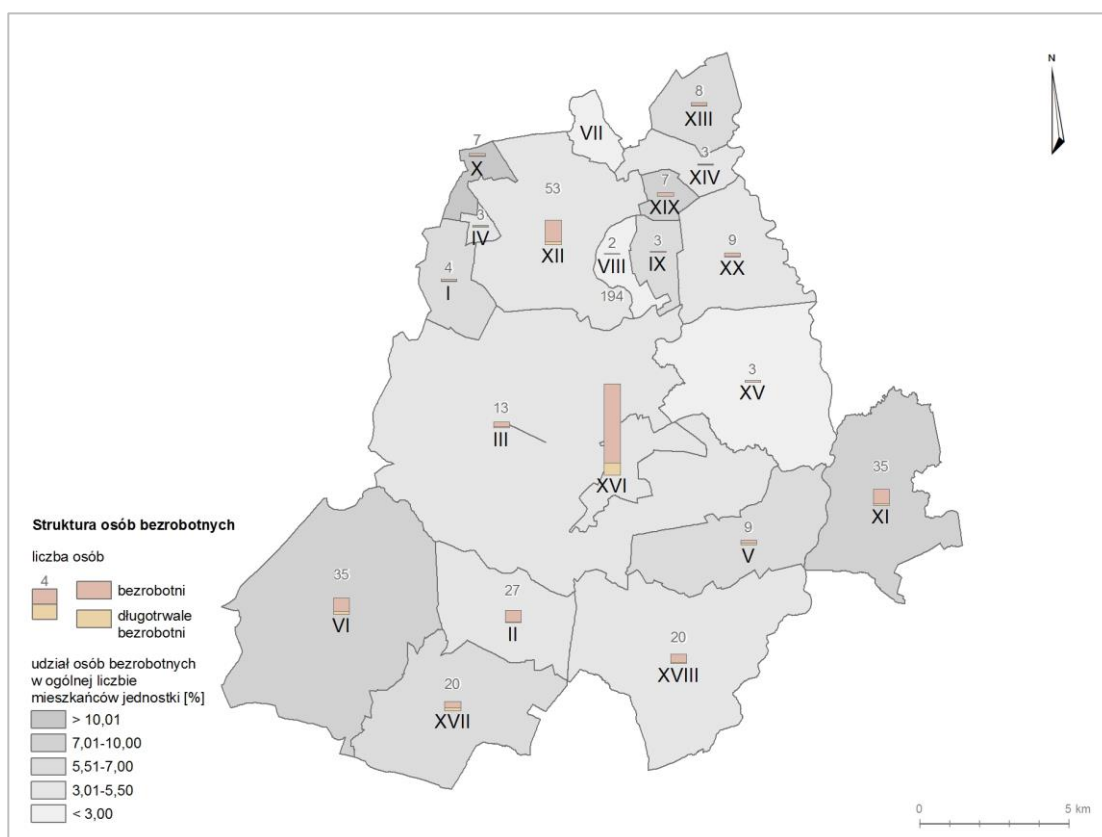 N
8
XIII
VII
7
X
3
XIV
53
XII
7
XIX
3
IV
2
VIII
3
IX
9
XX
4
I
194
3
XV
13
III
XVI
35
XI
9
V
35
VI
27
II
20
XVIII
20
XVII
Struktura osób bezrobotnych
liczba osób
4
bezrobotni
długotrwale
bezrobotni
udział osób bezrobotnych
w ogólnej liczbie
mieszkańców jednostki [%]
> 10,01
7,01-10,00
5,51-7,00
3,01-5,50
< 3,00
0 5 km